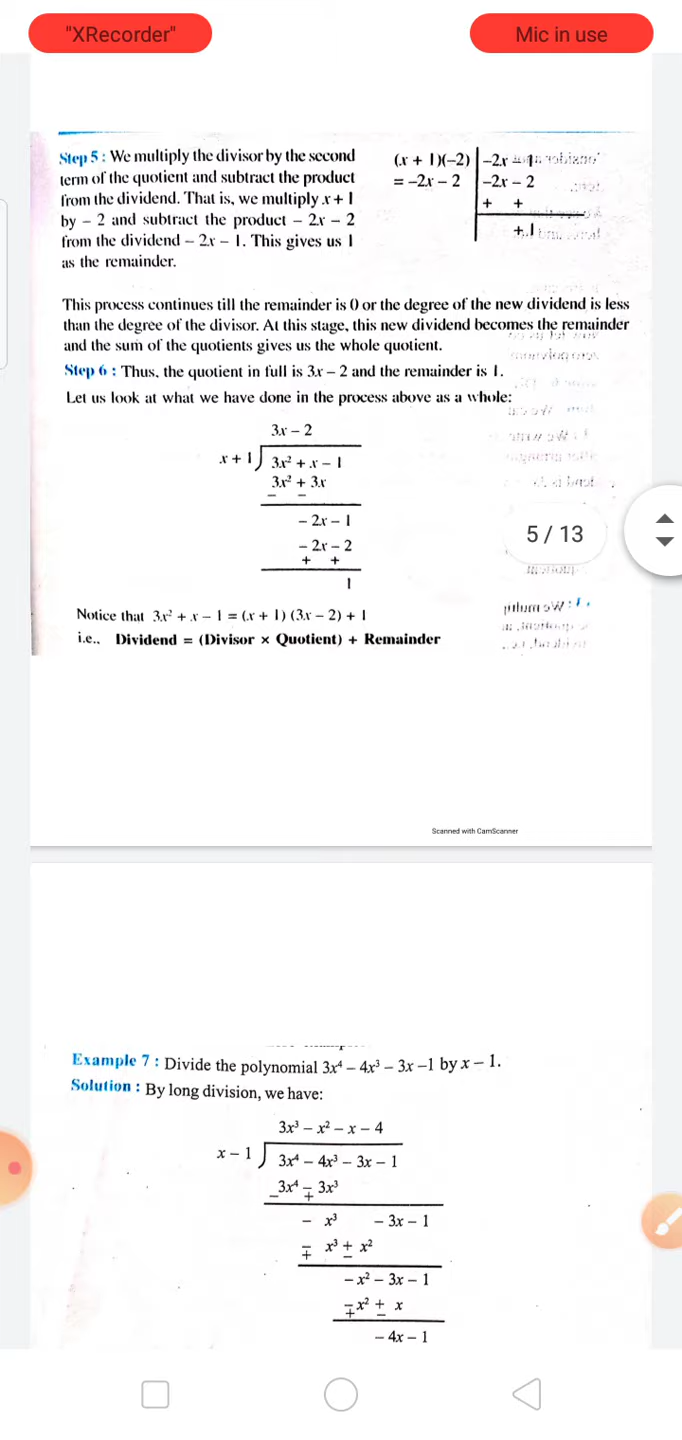 "XRecorder"
Mic in use
Step 5 : We multiply the divisor by the second
term of the quotient and subtract the product
from the dividend. That is, we multiply x + 1
by – 2 and subtract the product – 2x – 2
from the dividend – 2x – 1. This gives us 1
as the remainder.
(x + 1)(–2)
= –2x – 2
–2x – 1
–2x – 2
+ +
+ 1
This process continues till the remainder is 0 or the degree of the new dividend is less
than the degree of the divisor. At this stage, this new dividend becomes the remainder
and the sum of the quotients gives us the whole quotient.
Step 6 : Thus, the quotient in full is 3x – 2 and the remainder is 1.
Let us look at what we have done in the process above as a whole:
3x – 2
x + 1 3x² + x – 1
3x² + 3x
– –
– 2x – 1
– 2x – 2
+ +
1
5 / 13
Notice that 3x² + x – 1 = (x + 1) (3x – 2) + 1
i.e., Dividend = (Divisor × Quotient) + Remainder
Scanned with CamScanner
Example 7 : Divide the polynomial 3x⁴ – 4x³ – 3x –1 by x – 1.
Solution : By long division, we have:
3x³ – x² – x – 4
x – 1 3x⁴ – 4x³ – 3x – 1
–3x⁴ ∓ 3x³
– x³ – 3x – 1
∓ x³ ± x²
– x² – 3x – 1
∓x² ± x
– 4x – 1